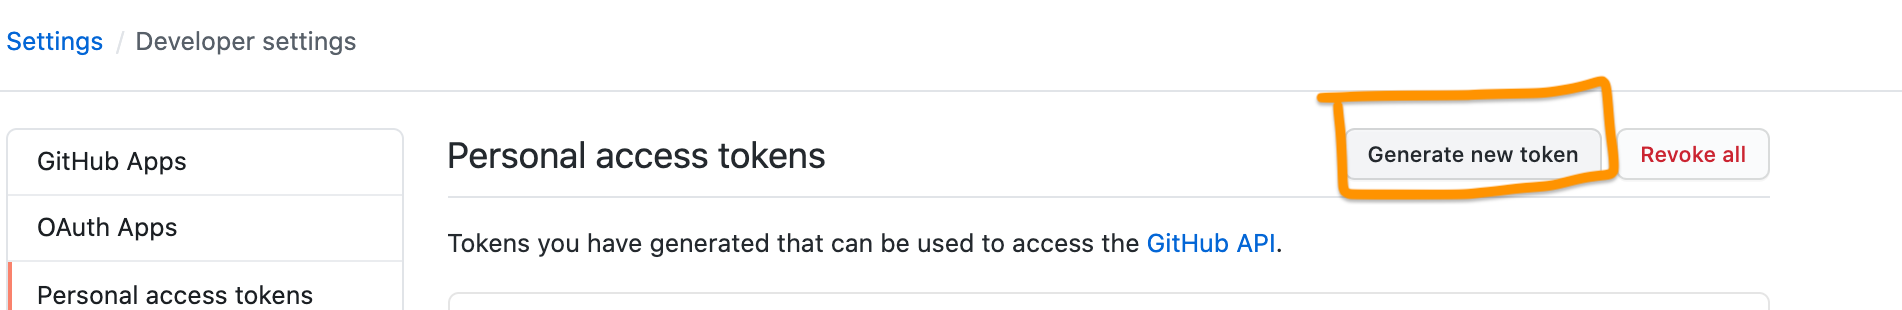 Settings / Developer settings
GitHub Apps
OAuth Apps
Personal access tokens
Personal access tokens
Generate new token
Revoke all
Tokens you have generated that can be used to access the GitHub API.